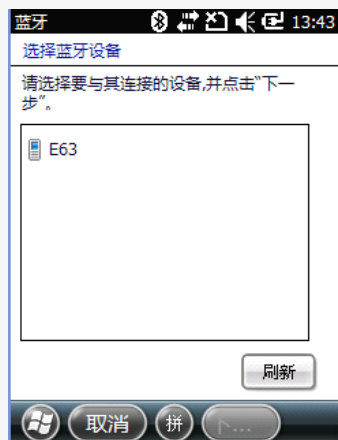 蓝牙 13:43
选择蓝牙设备
请选择要与其连接的设备,并点击“下一
步”。
E63
刷新
取消 拼 下...